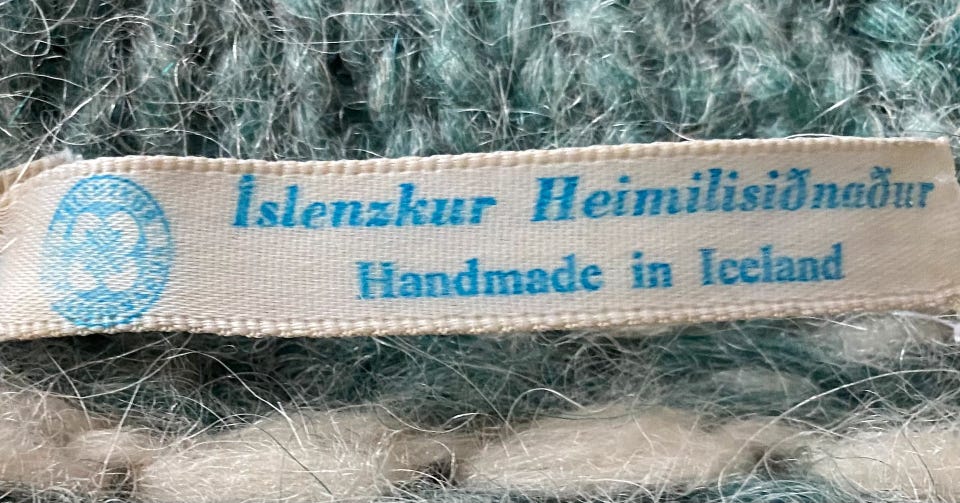 Íslenzkur Heimilisiðnaður
Handmade in Iceland